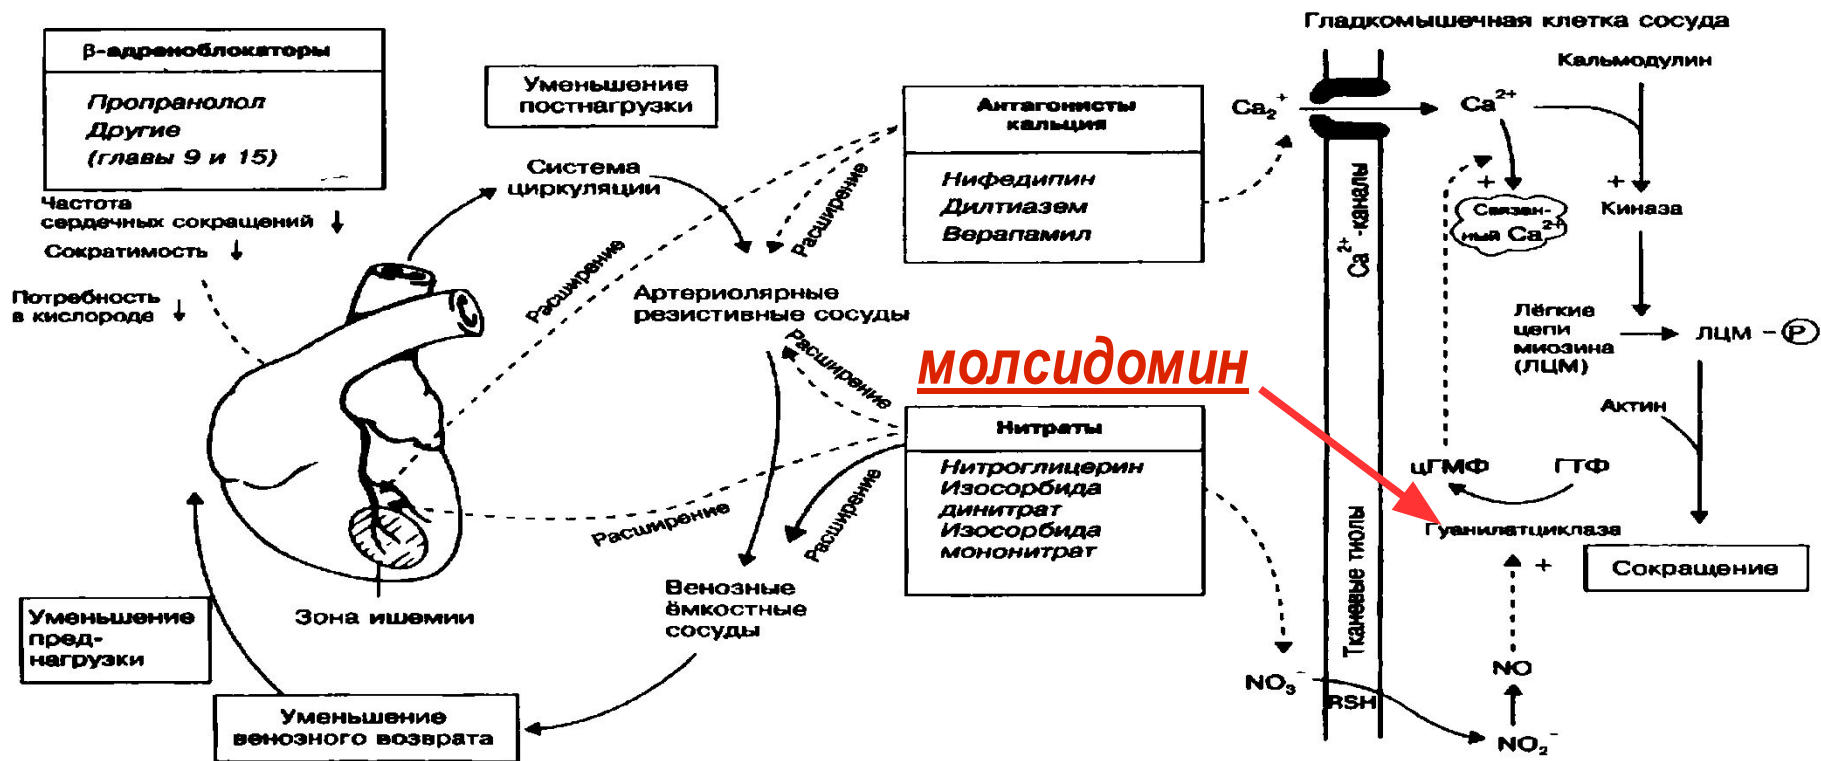 β-адреноблокаторы
Пропранолол
Другие
(главы 9 и 15)
Частота
сердечных сокращений
Сократимость
Потребность
в кислороде
Уменьшение
постнагрузки
Система
циркуляции
Расширение
Расширение
Артериолярные
резистивные сосуды
Расширение
Расширение
Расширение
Венозные
ёмкостные
сосуды
Зона ишемии
Уменьшение
пред-
нагрузки
Уменьшение
венозного возврата
Антагонисты
кальция
Нифедипин
Дилтиазем
Верапамил
молсидомин
Нитраты
Нитроглицерин
Изосорбида
динитрат
Изосорбида
мононитрат
Гладкомышечная клетка сосуда
Кальмодулин
Ca₂⁺
Ca²⁺
+
+
Связан-
ный Ca²⁺
Киназа
Ca²⁺-каналы
Лёгкие
цепи
миозина
(ЛЦМ)
ЛЦМ – P
Актин
цГМФ
ГТФ
Гуанилатциклаза
+
Сокращение
Тканевые тиолы
NO
NO₃⁻
RSH
NO₂⁻